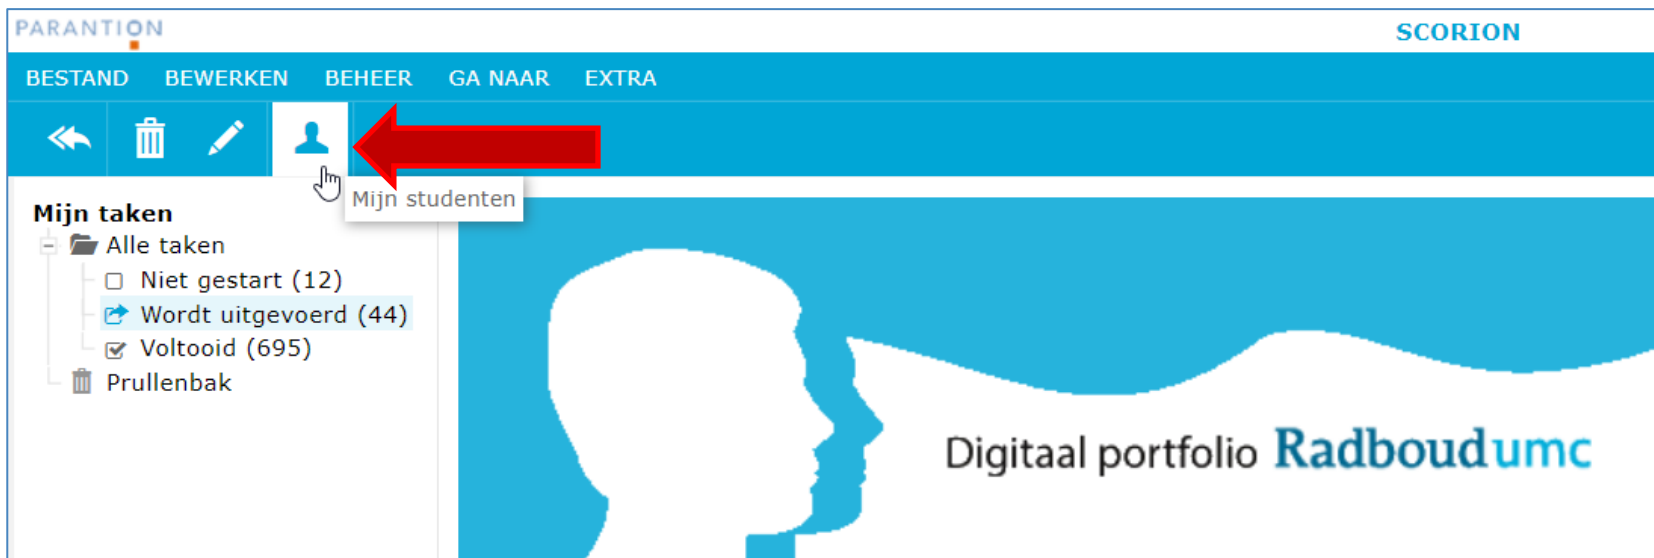 PARANTION
SCORION
BESTAND BEWERKEN BEHEER GA NAAR EXTRA
Mijn studenten
Mijn taken
Alle taken
Niet gestart (12)
Wordt uitgevoerd (44)
Voltooid (695)
Prullenbak
Digitaal portfolio Radboudumc